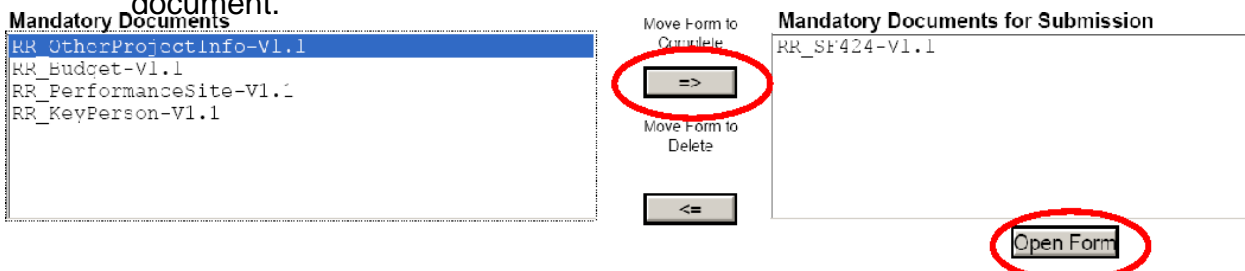 document.
Mandatory Documents
RR_OtherProjectInfo-V1.1
RR_Budget-V1.1
RR_PerformanceSite-V1.1
RR_KeyPerson-V1.1
Move Form to
Complete
=>
Move Form to
Delete
<=
Mandatory Documents for Submission
RR_SF424-V1.1
Open Form